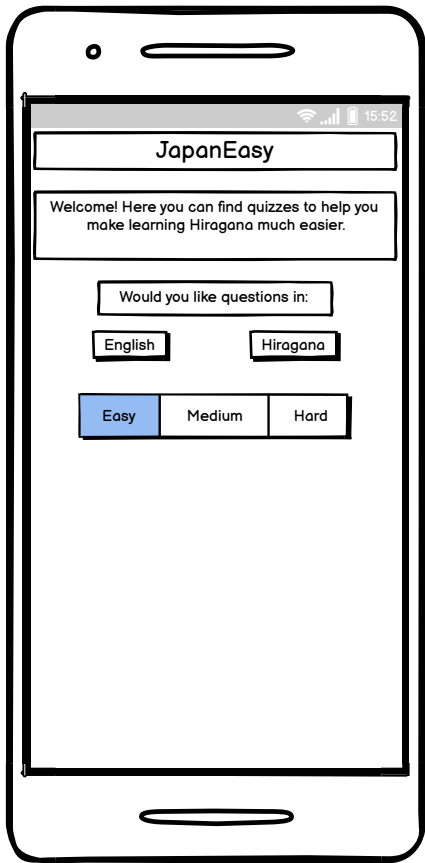 15:52
JapanEasy
Welcome! Here you can find quizzes to help you
make learning Hiragana much easier.
Would you like questions in:
English Hiragana
Easy Medium Hard